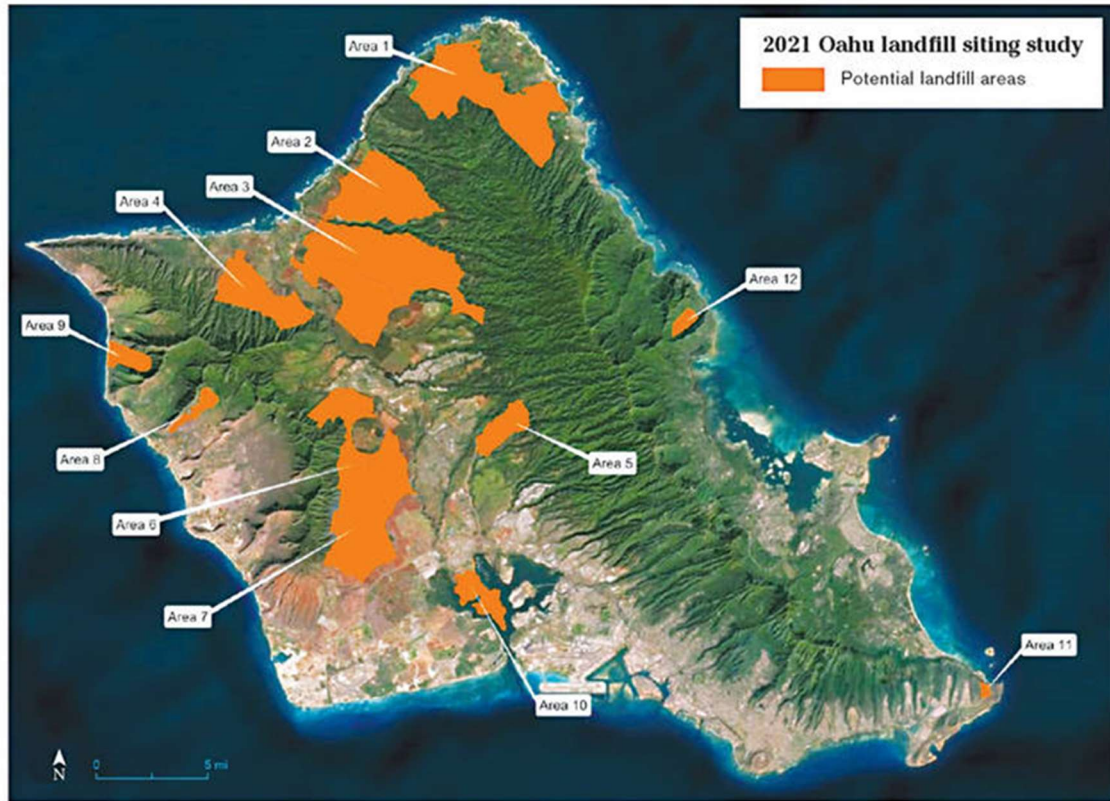 2021 Oahu landfill siting study
Potential landfill areas
Area 1
Area 2
Area 3
Area 4
Area 12
Area 9
Area 8
Area 5
Area 6
Area 7
Area 11
Area 10
N
0 5 mi